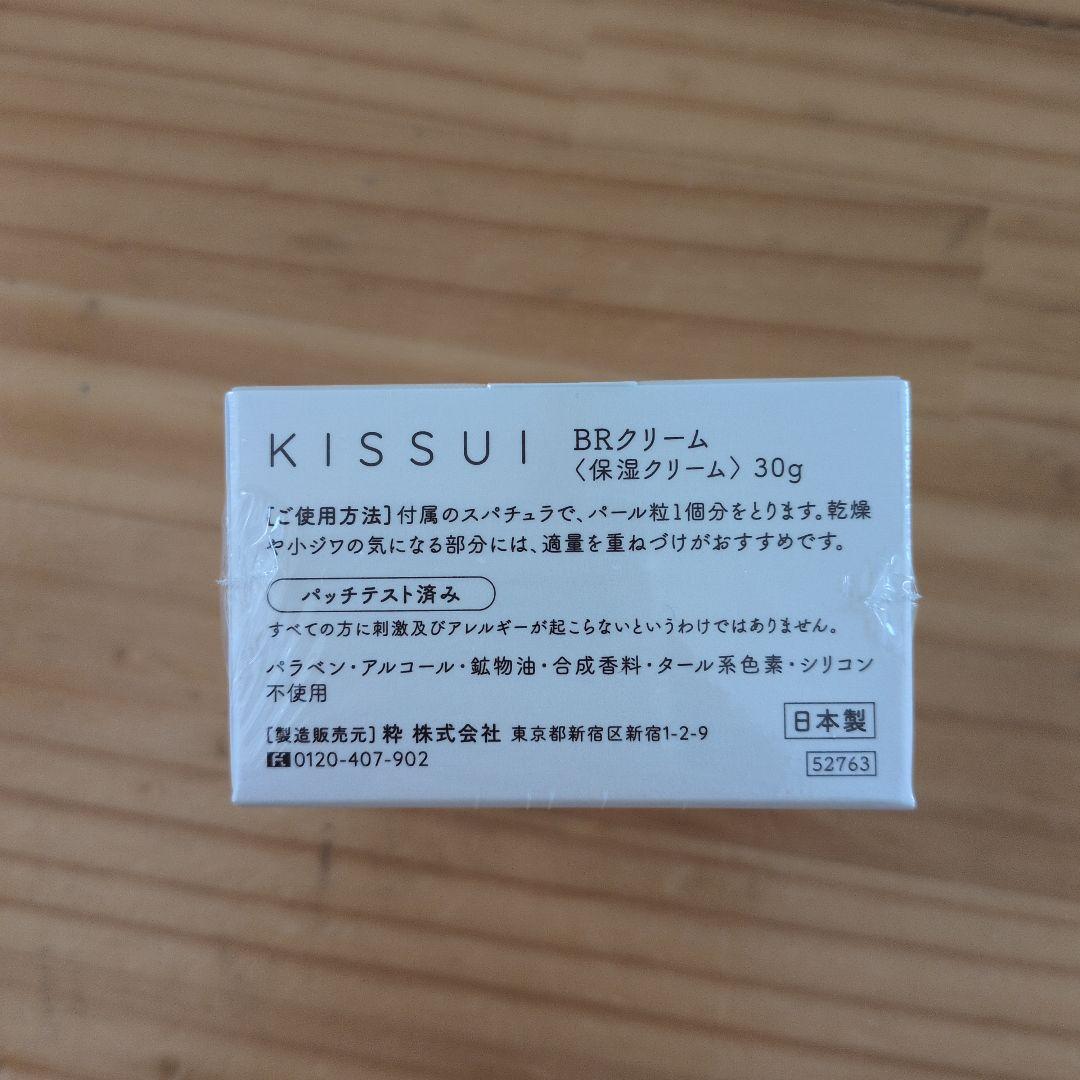 KISSUI
BRクリーム
〈保湿クリーム〉30g
[ご使用方法]付属のスパチュラで、パール粒1個分をとります。乾燥
や小ジワの気になる部分には、適量を重ねづけがおすすめです。
パッチテスト済み
すべての方に刺激及びアレルギーが起こらないというわけではありません。
パラベン・アルコール・鉱物油・合成香料・タール系色素・シリコン
不使用
日本製
[製造販売元] 粋 株式会社 東京都新宿区新宿1-2-9
0120-407-902
52763